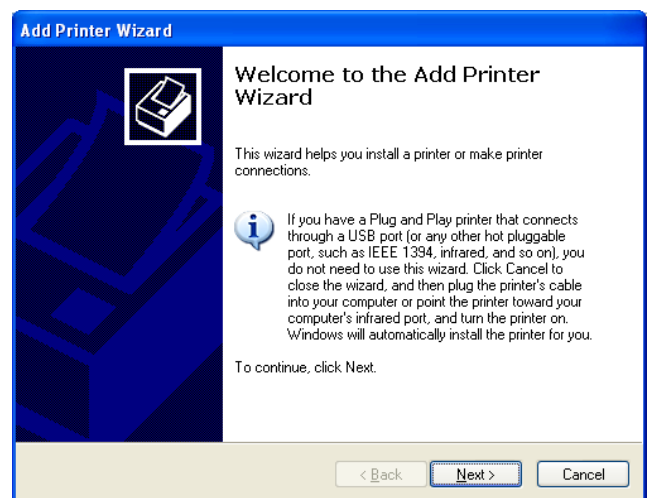 Add Printer Wizard
Welcome to the Add Printer
Wizard
This wizard helps you install a printer or make printer
connections.
If you have a Plug and Play printer that connects
through a USB port (or any other hot pluggable
port, such as IEEE 1394, infrared, and so on), you
do not need to use this wizard. Click Cancel to
close the wizard, and then plug the printer's cable
into your computer or point the printer toward your
computer's infrared port, and turn the printer on.
Windows will automatically install the printer for you.
To continue, click Next.
< Back Next > Cancel